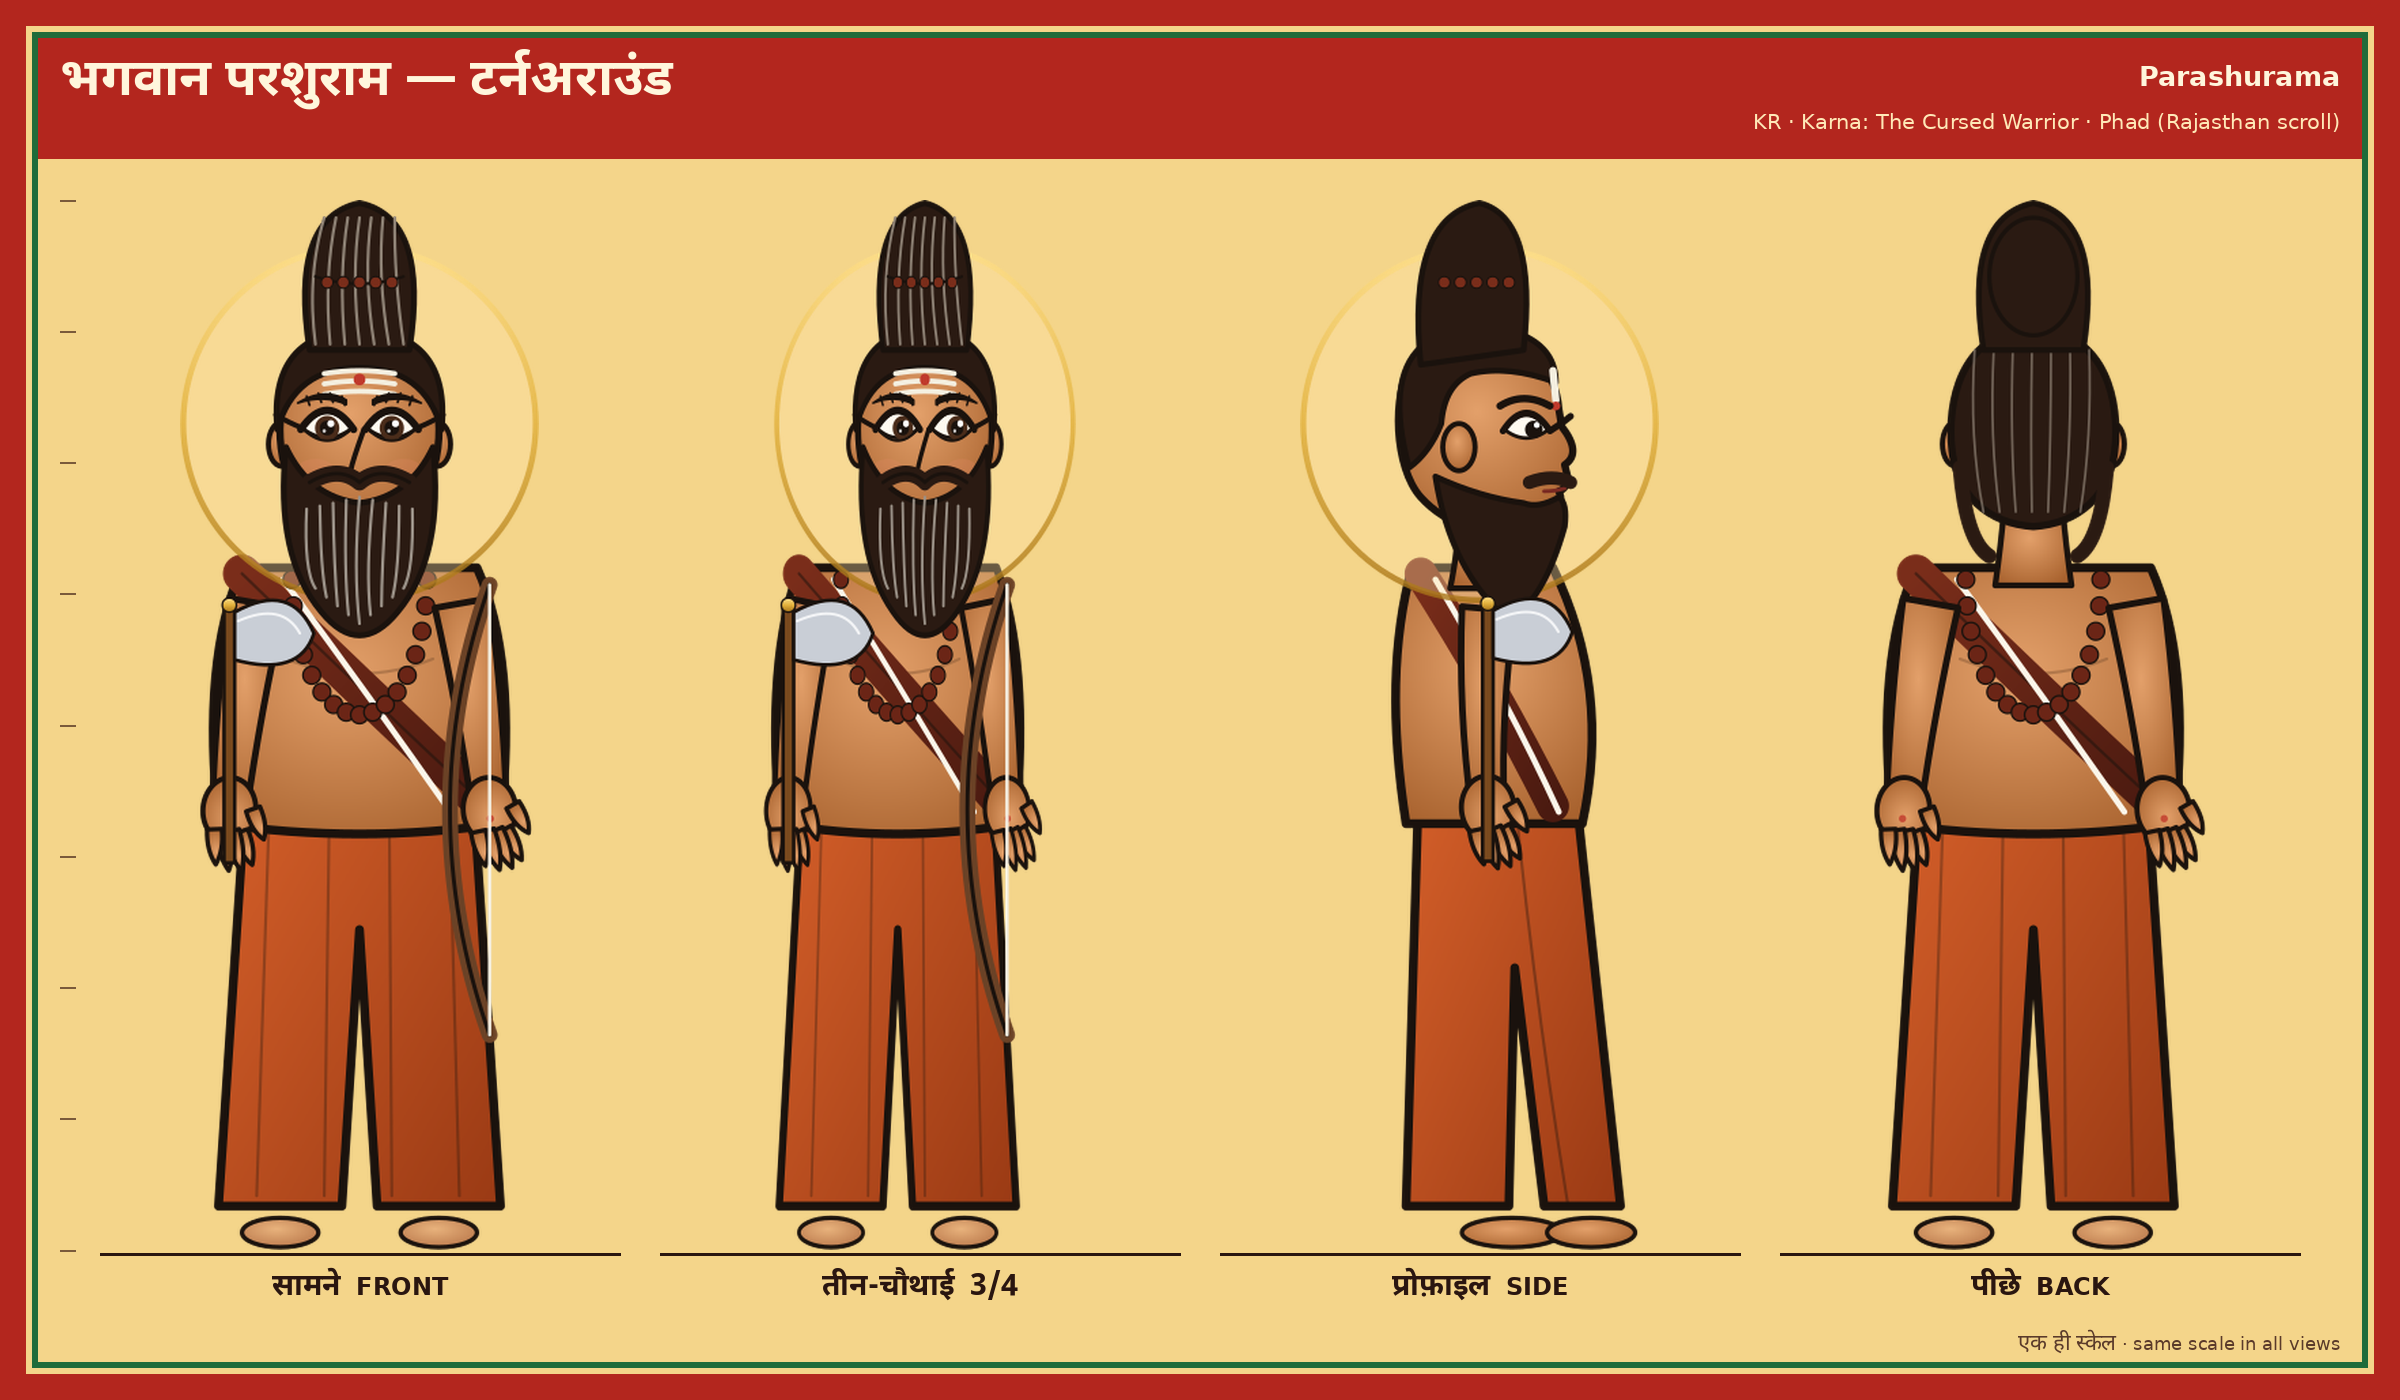 भगवान परशुराम — टर्नअराउंड
Parashurama
KR · Karna: The Cursed Warrior · Phad (Rajasthan scroll)
सामने FRONT
तीन-चौथाई 3/4
प्रोफ़ाइल SIDE
पीछे BACK
एक ही स्केल · same scale in all views